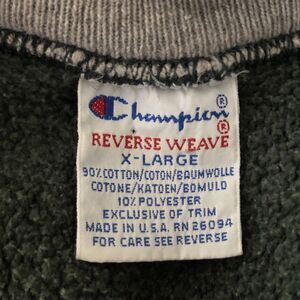 Champion®
REVERSE WEAVE®
X-LARGE
90% COTTON/COTON/BAUMWOLLE
COTONE/KATOEN/BOMULD
10% POLYESTER
EXCLUSIVE OF TRIM
MADE IN U.S.A. RN 26094
FOR CARE SEE REVERSE